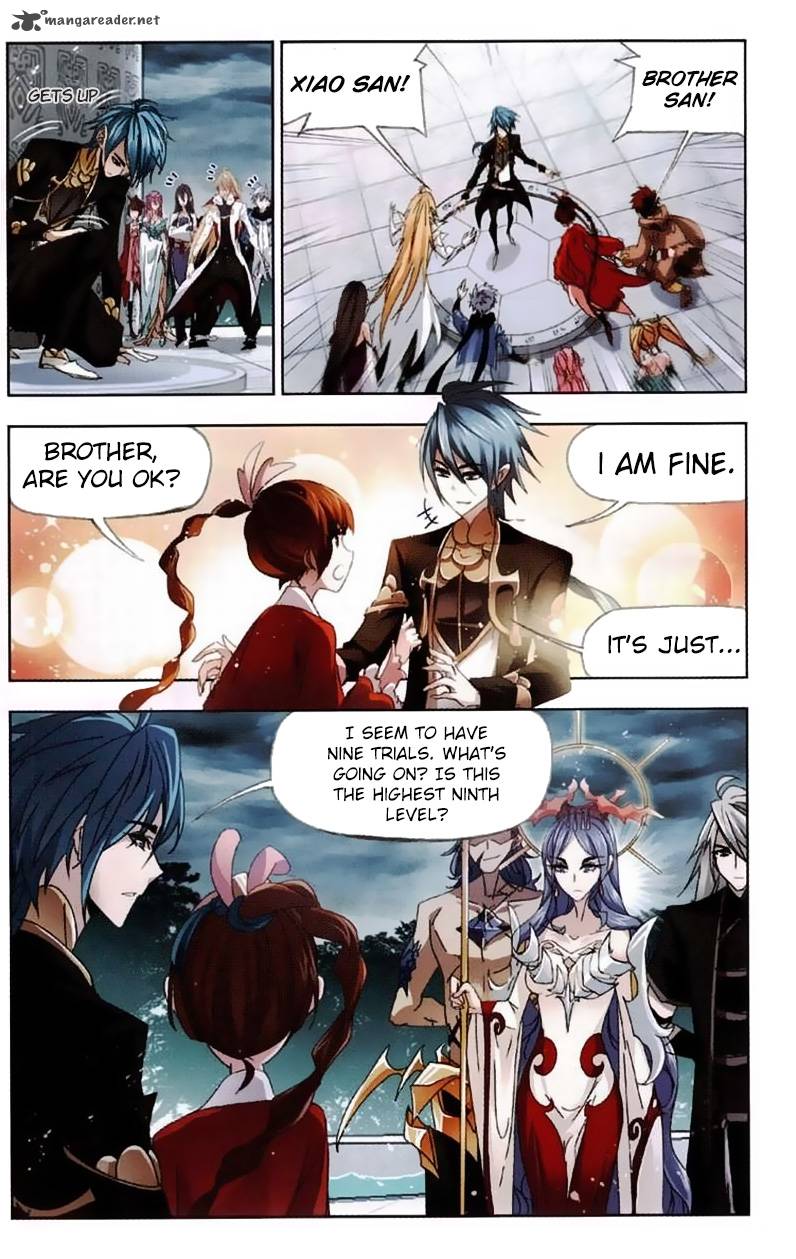 mangareader.net
GETS UP
XIAO SAN!
BROTHER
SAN!
BROTHER,
ARE YOU OK?
I AM FINE.
IT'S JUST...
I SEEM TO HAVE
NINE TRIALS. WHAT'S
GOING ON? IS THIS
THE HIGHEST NINTH
LEVEL?